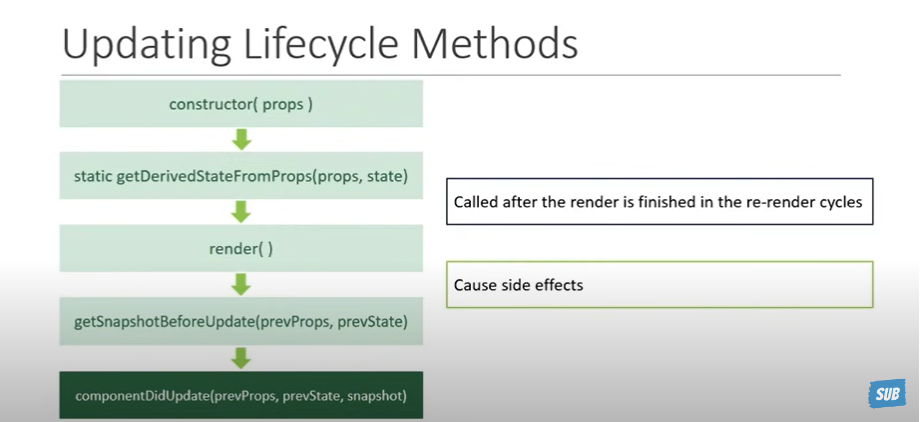 Updating Lifecycle Methods
constructor( props )
static getDerivedStateFromProps(props, state)
render( )
getSnapshotBeforeUpdate(prevProps, prevState)
componentDidUpdate(prevProps, prevState, snapshot)
Called after the render is finished in the re-render cycles
Cause side effects
SUB